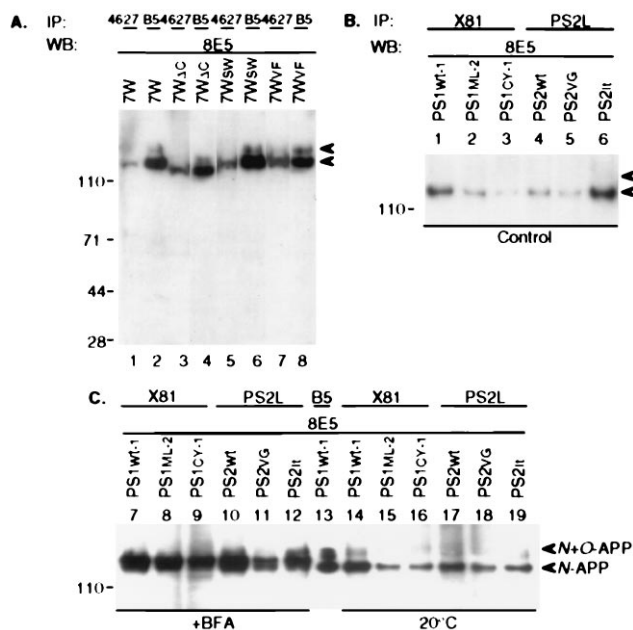 A. IP: 4627 B5 4627 B5 4627 B5 4627 B5
WB: 8E5
7W 7W 7WΔC 7WΔC 7WSW 7WSW 7WVF 7WVF
110-
71 -
44 -
28 -
1 2 3 4 5 6 7 8
B. IP: X81 PS2L
WB: 8E5
PS1wt-1 PS1ML-2 PS1CY-1 PS2wt PS2VG PS2It
1 2 3 4 5 6
110-
Control
C. X81 PS2L B5 X81 PS2L
8E5
PS1wt-1 PS1ML-2 PS1CY-1 PS2wt PS2VG PS2It PS1wt-1 PS1wt-1 PS1ML-2 PS1CY-1 PS2wt PS2VG PS2It
7 8 9 10 11 12 13 14 15 16 17 18 19
N+O-APP
N-APP
110-
+BFA 20°C